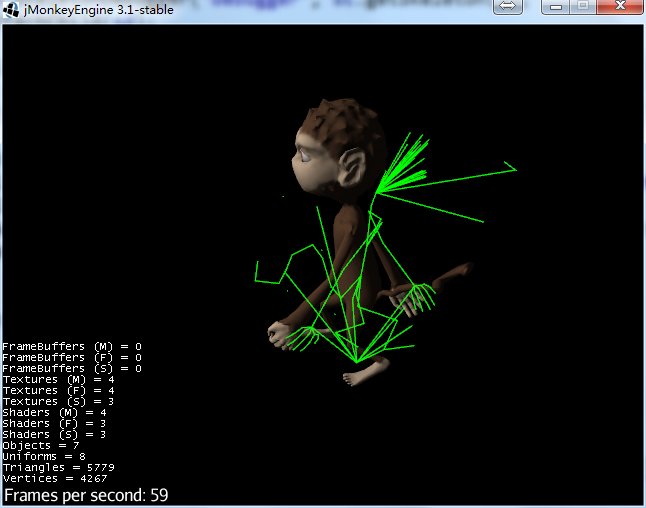 jMonkeyEngine 3.1-stable
FrameBuffers (M) = 0
FrameBuffers (F) = 0
FrameBuffers (S) = 0
Textures (M) = 4
Textures (F) = 4
Textures (S) = 3
Shaders (M) = 4
Shaders (F) = 3
Shaders (S) = 3
Objects = 7
Uniforms = 8
Triangles = 5779
Vertices = 4267
Frames per second: 59